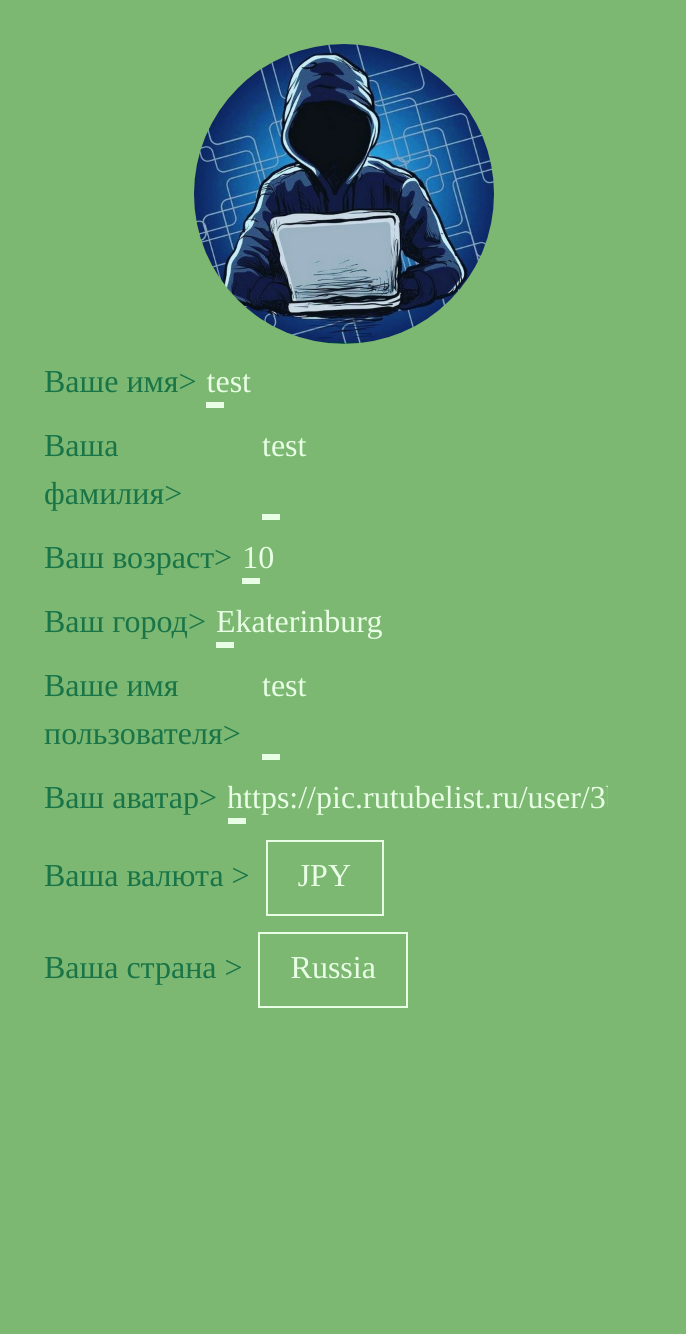 Ваше имя> test
Ваша test
фамилия>
Ваш возраст> 10
Ваш город> Ekaterinburg
Ваше имя test
пользователя>
Ваш аватар> https://pic.rutubelist.ru/user/3
Ваша валюта > JPY
Ваша страна > Russia